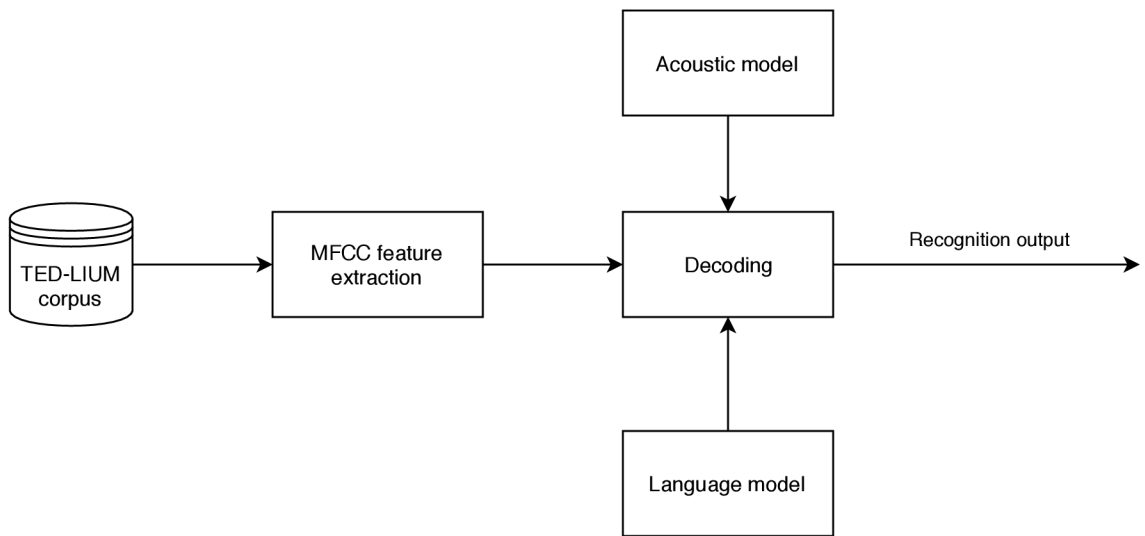 Acoustic model
TED-LIUM
corpus
MFCC feature
extraction
Decoding
Recognition output
Language model